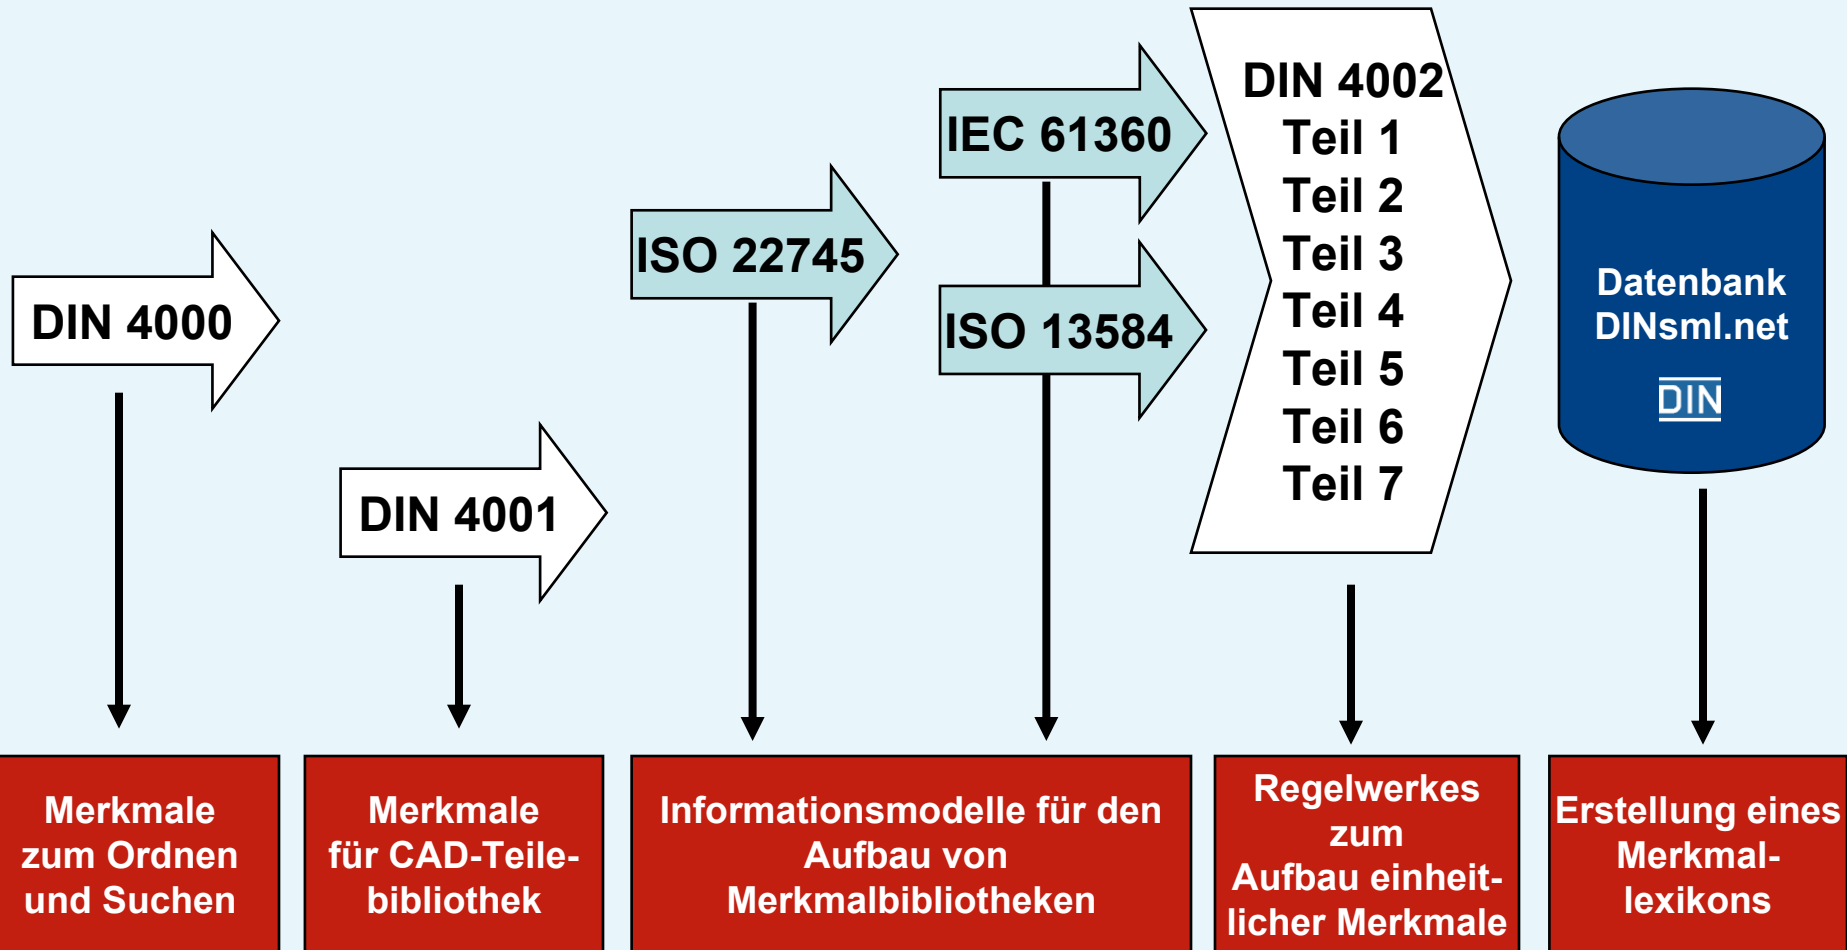 DIN 4000
DIN 4001
ISO 22745
IEC 61360
ISO 13584
DIN 4002
Teil 1
Teil 2
Teil 3
Teil 4
Teil 5
Teil 6
Teil 7
Datenbank
DINsml.net
DIN
Merkmale
zum Ordnen
und Suchen
Merkmale
für CAD-Teile-
bibliothek
Informationsmodelle für den
Aufbau von
Merkmalbibliotheken
Regelwerkes
zum
Aufbau einheit-
licher Merkmale
Erstellung eines
Merkmal-
lexikons